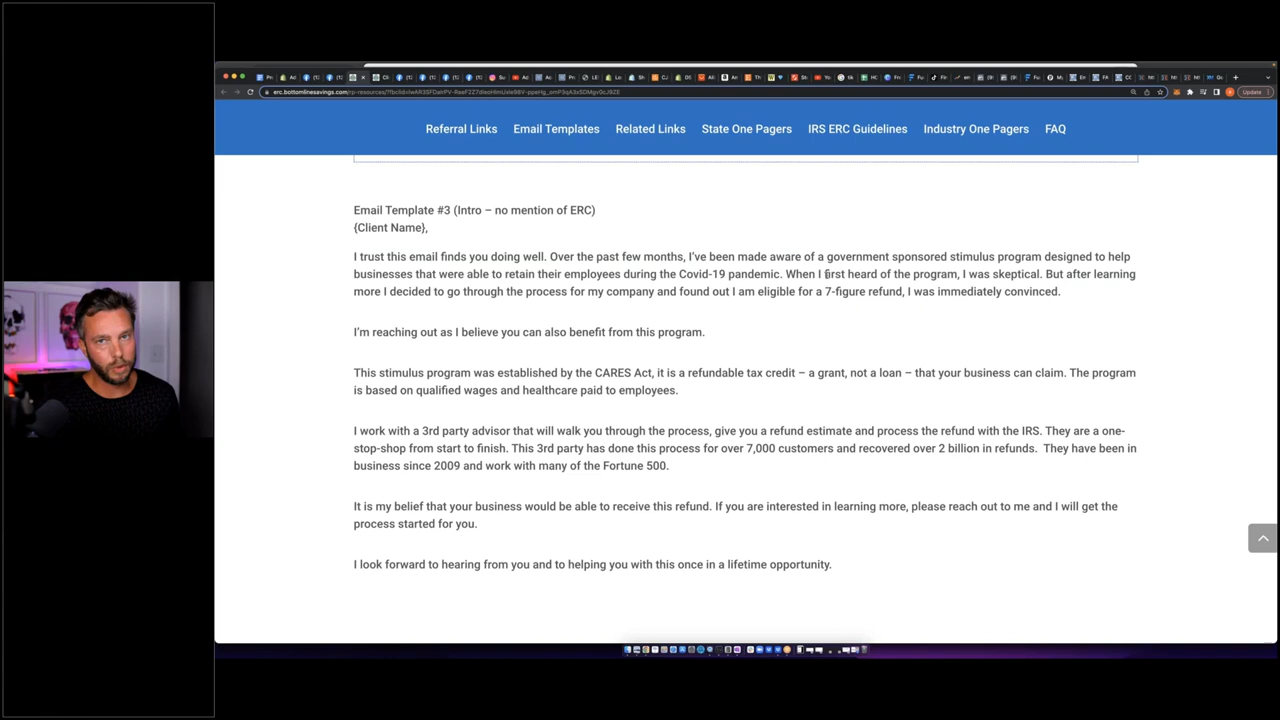 erc.bottomlinesavings.com
Update
Referral Links Email Templates Related Links State One Pagers IRS ERC Guidelines Industry One Pagers FAQ
Email Template #3 (Intro – no mention of ERC)
{Client Name},
I trust this email finds you doing well. Over the past few months, I’ve been made aware of a government sponsored stimulus program designed to help
businesses that were able to retain their employees during the Covid-19 pandemic. When I first heard of the program, I was skeptical. But after learning
more I decided to go through the process for my company and found out I am eligible for a 7-figure refund, I was immediately convinced.
I’m reaching out as I believe you can also benefit from this program.
This stimulus program was established by the CARES Act, it is a refundable tax credit – a grant, not a loan – that your business can claim. The program
is based on qualified wages and healthcare paid to employees.
I work with a 3rd party advisor that will walk you through the process, give you a refund estimate and process the refund with the IRS. They are a one-
stop-shop from start to finish. This 3rd party has done this process for over 7,000 customers and recovered over 2 billion in refunds. They have been in
business since 2009 and work with many of the Fortune 500.
It is my belief that your business would be able to receive this refund. If you are interested in learning more, please reach out to me and I will get the
process started for you.
I look forward to hearing from you and to helping you with this once in a lifetime opportunity.